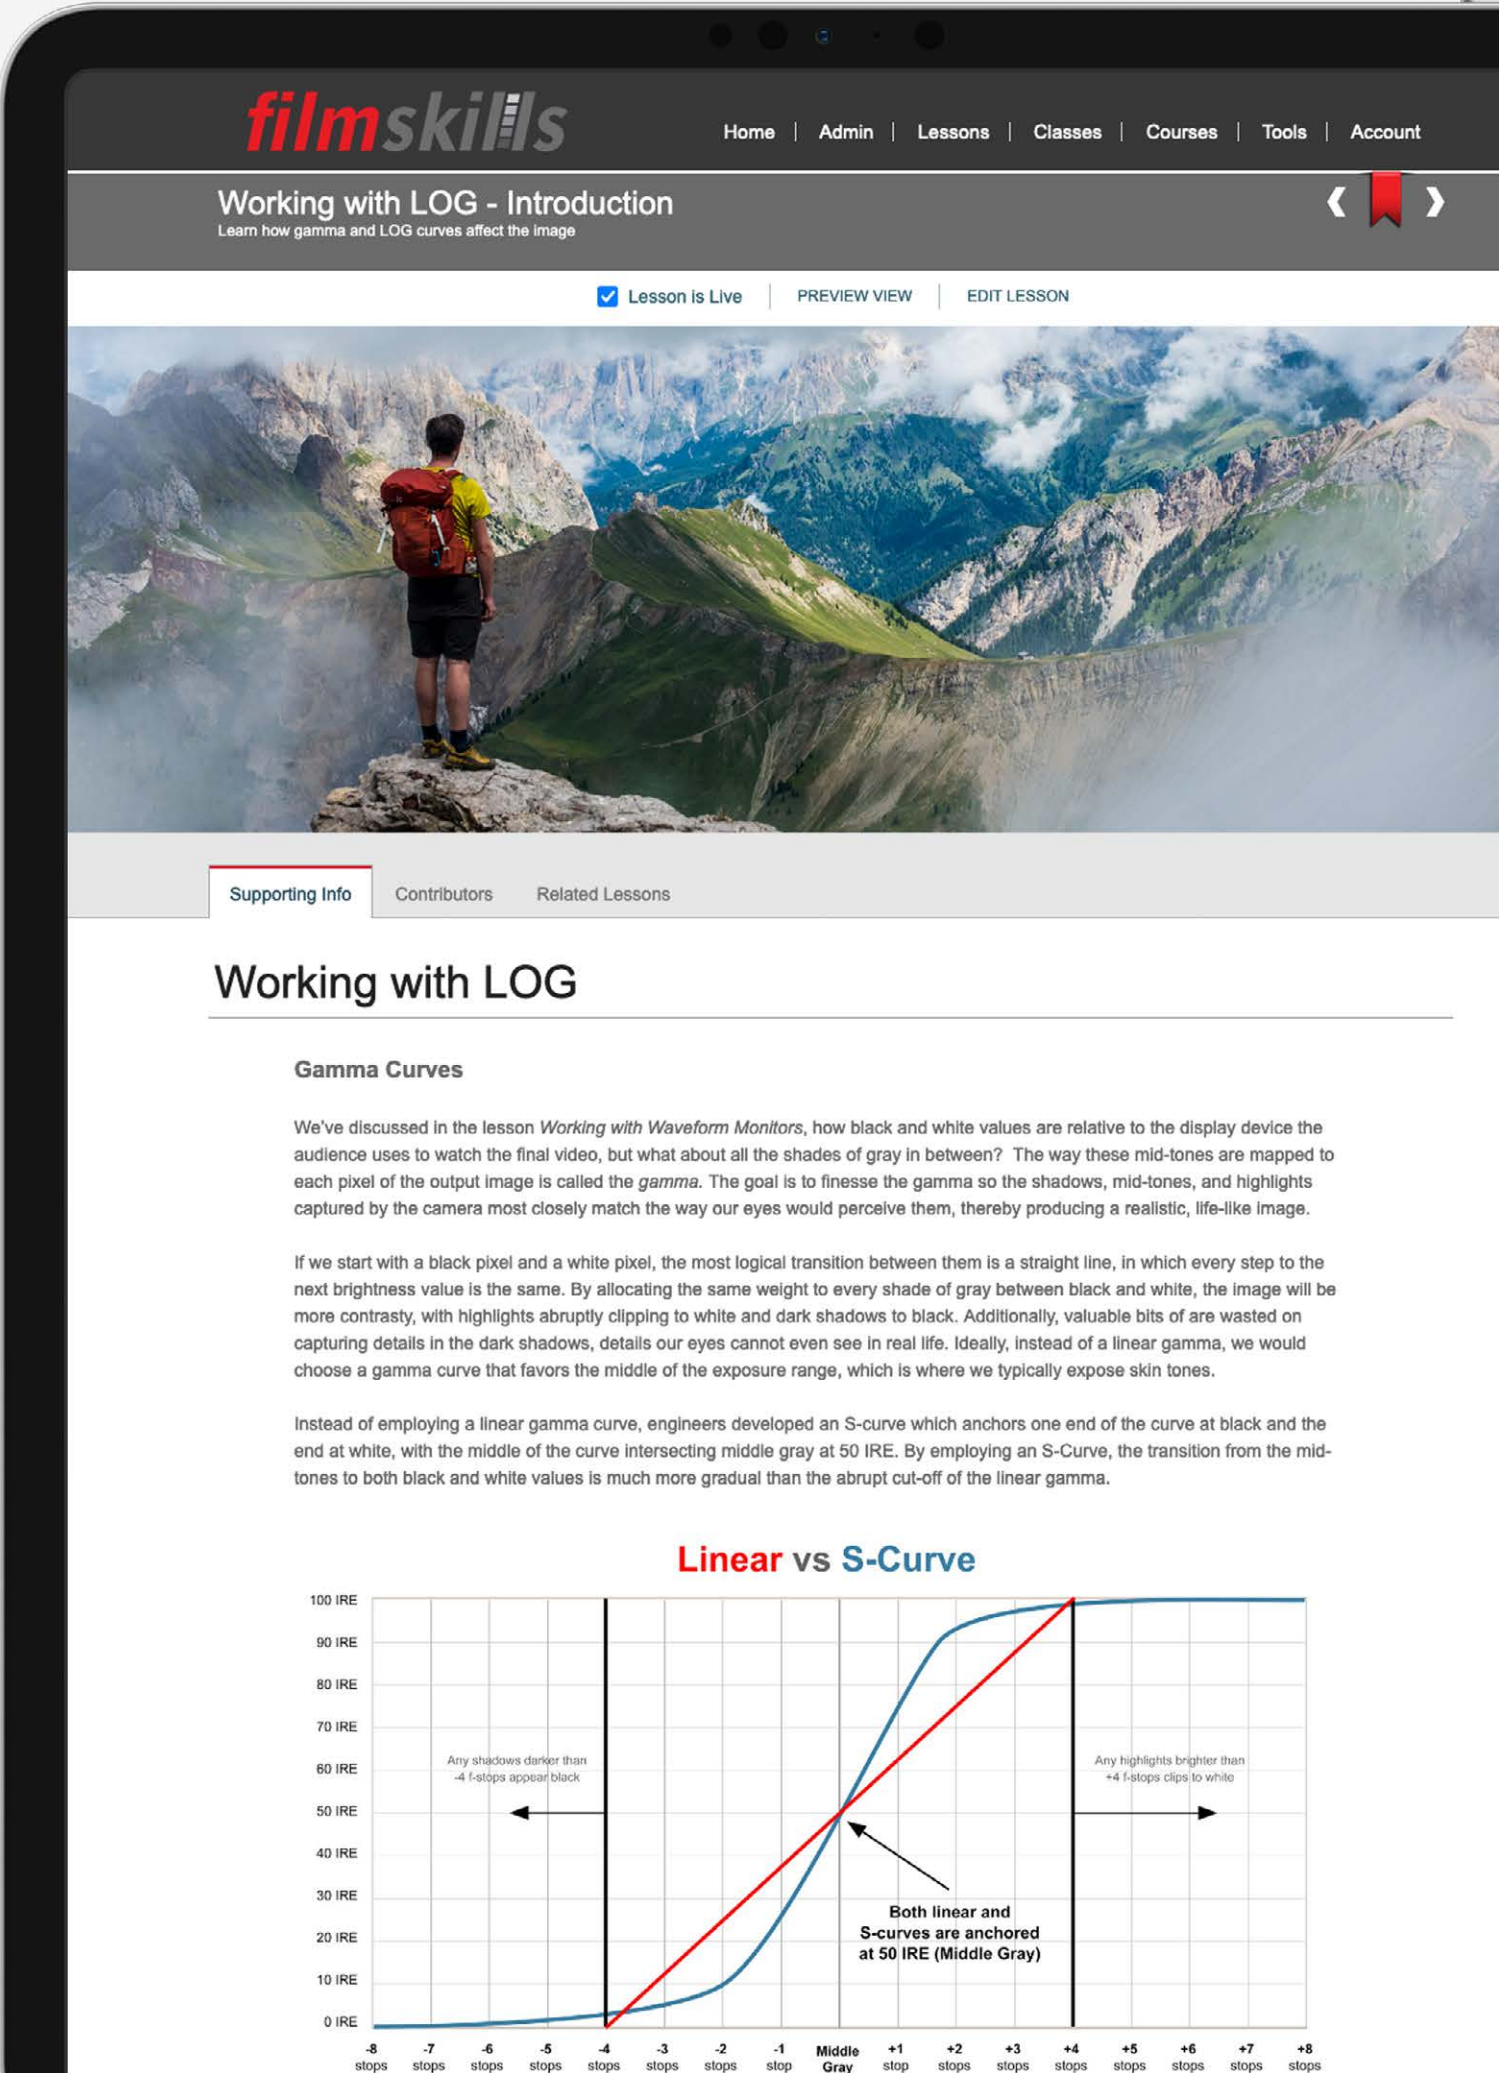 filmskills
Home | Admin | Lessons | Classes | Courses | Tools | Account
Working with LOG - Introduction
Learn how gamma and LOG curves affect the image
Lesson is Live | PREVIEW VIEW | EDIT LESSON
Supporting Info Contributors Related Lessons
Working with LOG
Gamma Curves
We've discussed in the lesson Working with Waveform Monitors, how black and white values are relative to the display device the
audience uses to watch the final video, but what about all the shades of gray in between? The way these mid-tones are mapped to
each pixel of the output image is called the gamma. The goal is to finesse the gamma so the shadows, mid-tones, and highlights
captured by the camera most closely match the way our eyes would perceive them, thereby producing a realistic, life-like image.
If we start with a black pixel and a white pixel, the most logical transition between them is a straight line, in which every step to the
next brightness value is the same. By allocating the same weight to every shade of gray between black and white, the image will be
more contrasty, with highlights abruptly clipping to white and dark shadows to black. Additionally, valuable bits of are wasted on
capturing details in the dark shadows, details our eyes cannot even see in real life. Ideally, instead of a linear gamma, we would
choose a gamma curve that favors the middle of the exposure range, which is where we typically expose skin tones.
Instead of employing a linear gamma curve, engineers developed an S-curve which anchors one end of the curve at black and the
end at white, with the middle of the curve intersecting middle gray at 50 IRE. By employing an S-Curve, the transition from the mid-
tones to both black and white values is much more gradual than the abrupt cut-off of the linear gamma.
Linear vs S-Curve
100 IRE
90 IRE
80 IRE
70 IRE
60 IRE
50 IRE
40 IRE
30 IRE
20 IRE
10 IRE
0 IRE
Any shadows darker than
-4 f-stops appear black
Any highlights brighter than
+4 f-stops clips to white
Both linear and
S-curves are anchored
at 50 IRE (Middle Gray)
-8 -7 -6 -5 -4 -3 -2 -1 Middle +1 +2 +3 +4 +5 +6 +7 +8
stops stops stops stops stops stops stops stop Gray stop stops stops stops stops stops stops stops